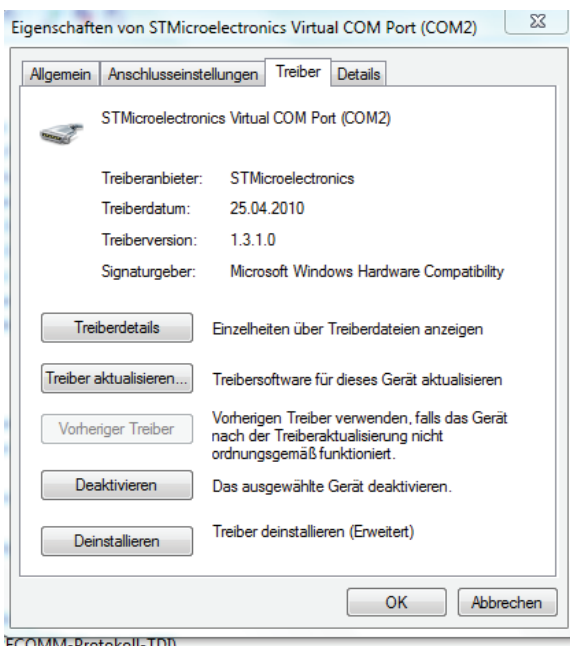 Eigenschaften von STMicroelectronics Virtual COM Port (COM2)
Allgemein Anschlusseinstellungen Treiber Details
STMicroelectronics Virtual COM Port (COM2)
Treiberanbieter: STMicroelectronics
Treiberdatum: 25.04.2010
Treiberversion: 1.3.1.0
Signaturgeber: Microsoft Windows Hardware Compatibility
Treiberdetails Einzelheiten über Treiberdateien anzeigen
Treiber aktualisieren... Treibersoftware für dieses Gerät aktualisieren
Vorheriger Treiber Vorherigen Treiber verwenden, falls das Gerät
nach der Treiberaktualisierung nicht
ordnungsgemäß funktioniert.
Deaktivieren Das ausgewählte Gerät deaktivieren.
Deinstallieren Treiber deinstallieren (Erweitert)
OK Abbrechen